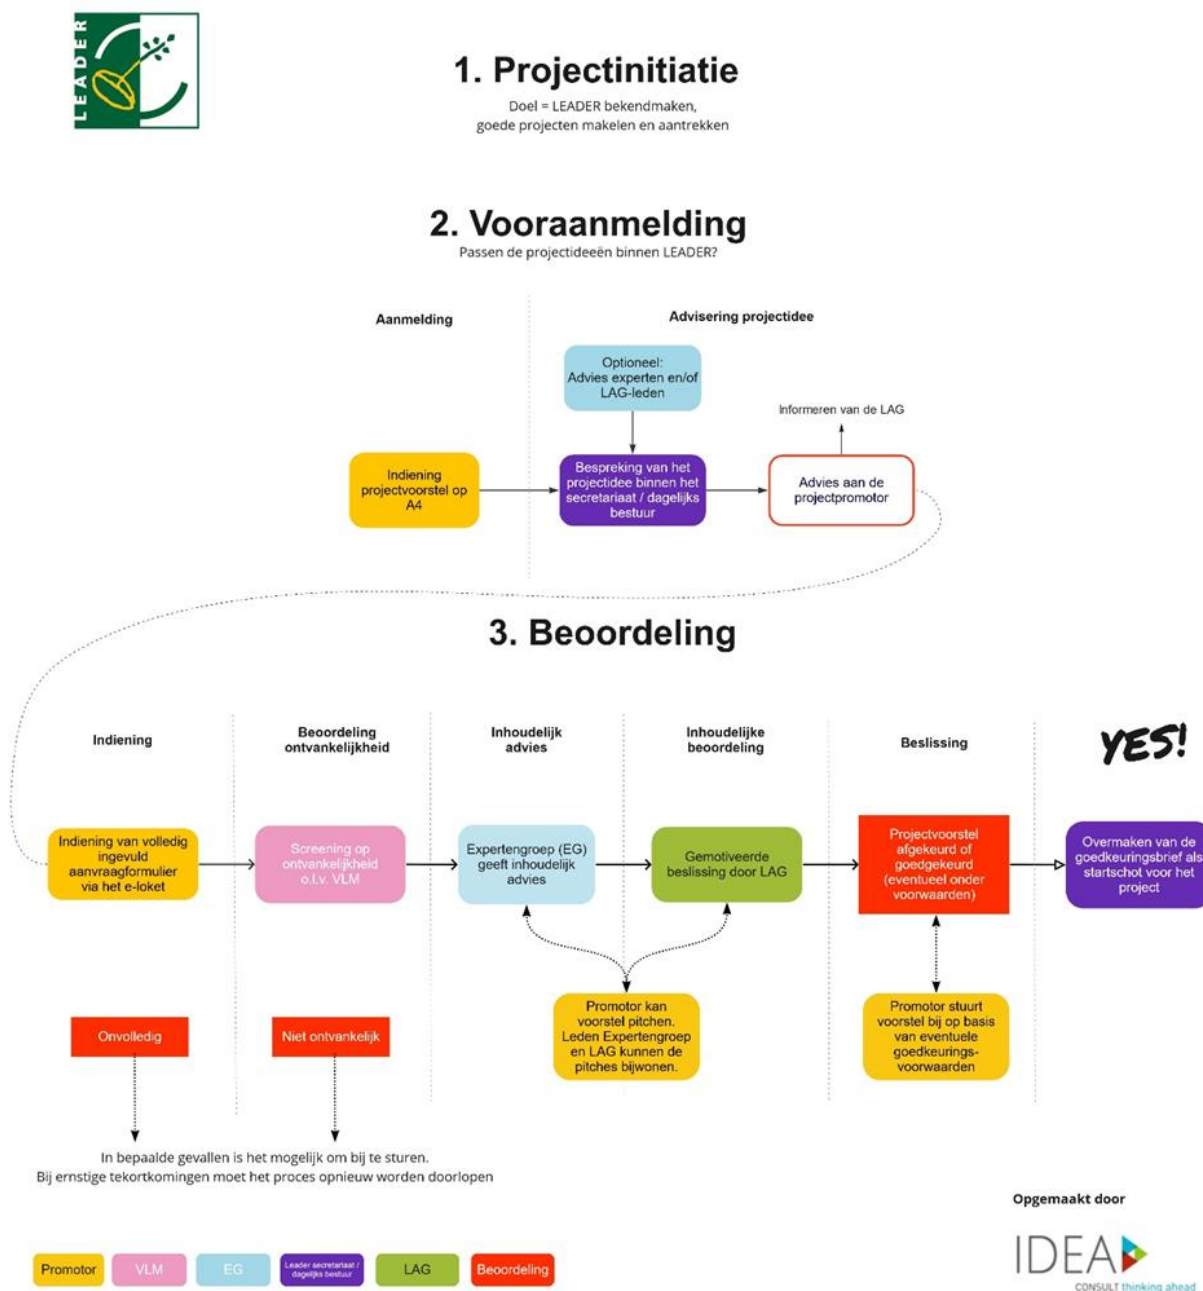 LEADER
1. Projectinitiatie
Doel = LEADER bekendmaken,
goede projecten makelen en aantrekken
2. Vooraanmelding
Passen de projectideeën binnen LEADER?
Aanmelding
Advisering projectidee
Optioneel:
Advies experten en/of
LAG-leden
Informeren van de LAG
Indiening
projectvoorstel op
A4
Bespreking van het
projectidee binnen het
secretariaat / dagelijks
bestuur
Advies aan de
projectpromotor
3. Beoordeling
Indiening
Beoordeling
ontvankelijkheid
Inhoudelijk
advies
Inhoudelijke
beoordeling
Beslissing
YES!
Indiening van volledig
ingevuld
aanvraagformulier
via het e-loket
Screening op
ontvankelijkheid
o.l.v. VLM
Expertengroep (EG)
geeft inhoudelijk
advies
Gemotiveerde
beslissing door LAG
Projectvoorstel
afgekeurd of
goedgekeurd
(eventueel onder
voorwaarden)
Overmaken van de
goedkeuringsbrief als
startschot voor het
project
Onvolledig
Niet ontvankelijk
Promotor kan
voorstel pitchen.
Leden Expertengroep
en LAG kunnen de
pitches bijwonen.
Promotor stuurt
voorstel bij op basis
van eventuele
goedkeurings-
voorwaarden
In bepaalde gevallen is het mogelijk om bij te sturen.
Bij ernstige tekortkomingen moet het proces opnieuw worden doorlopen
Opgemaakt door
IDEA
CONSULT thinking ahead
Promotor
VLM
EG
Leader secretariaat /
dagelijks bestuur
LAG
Beoordeling